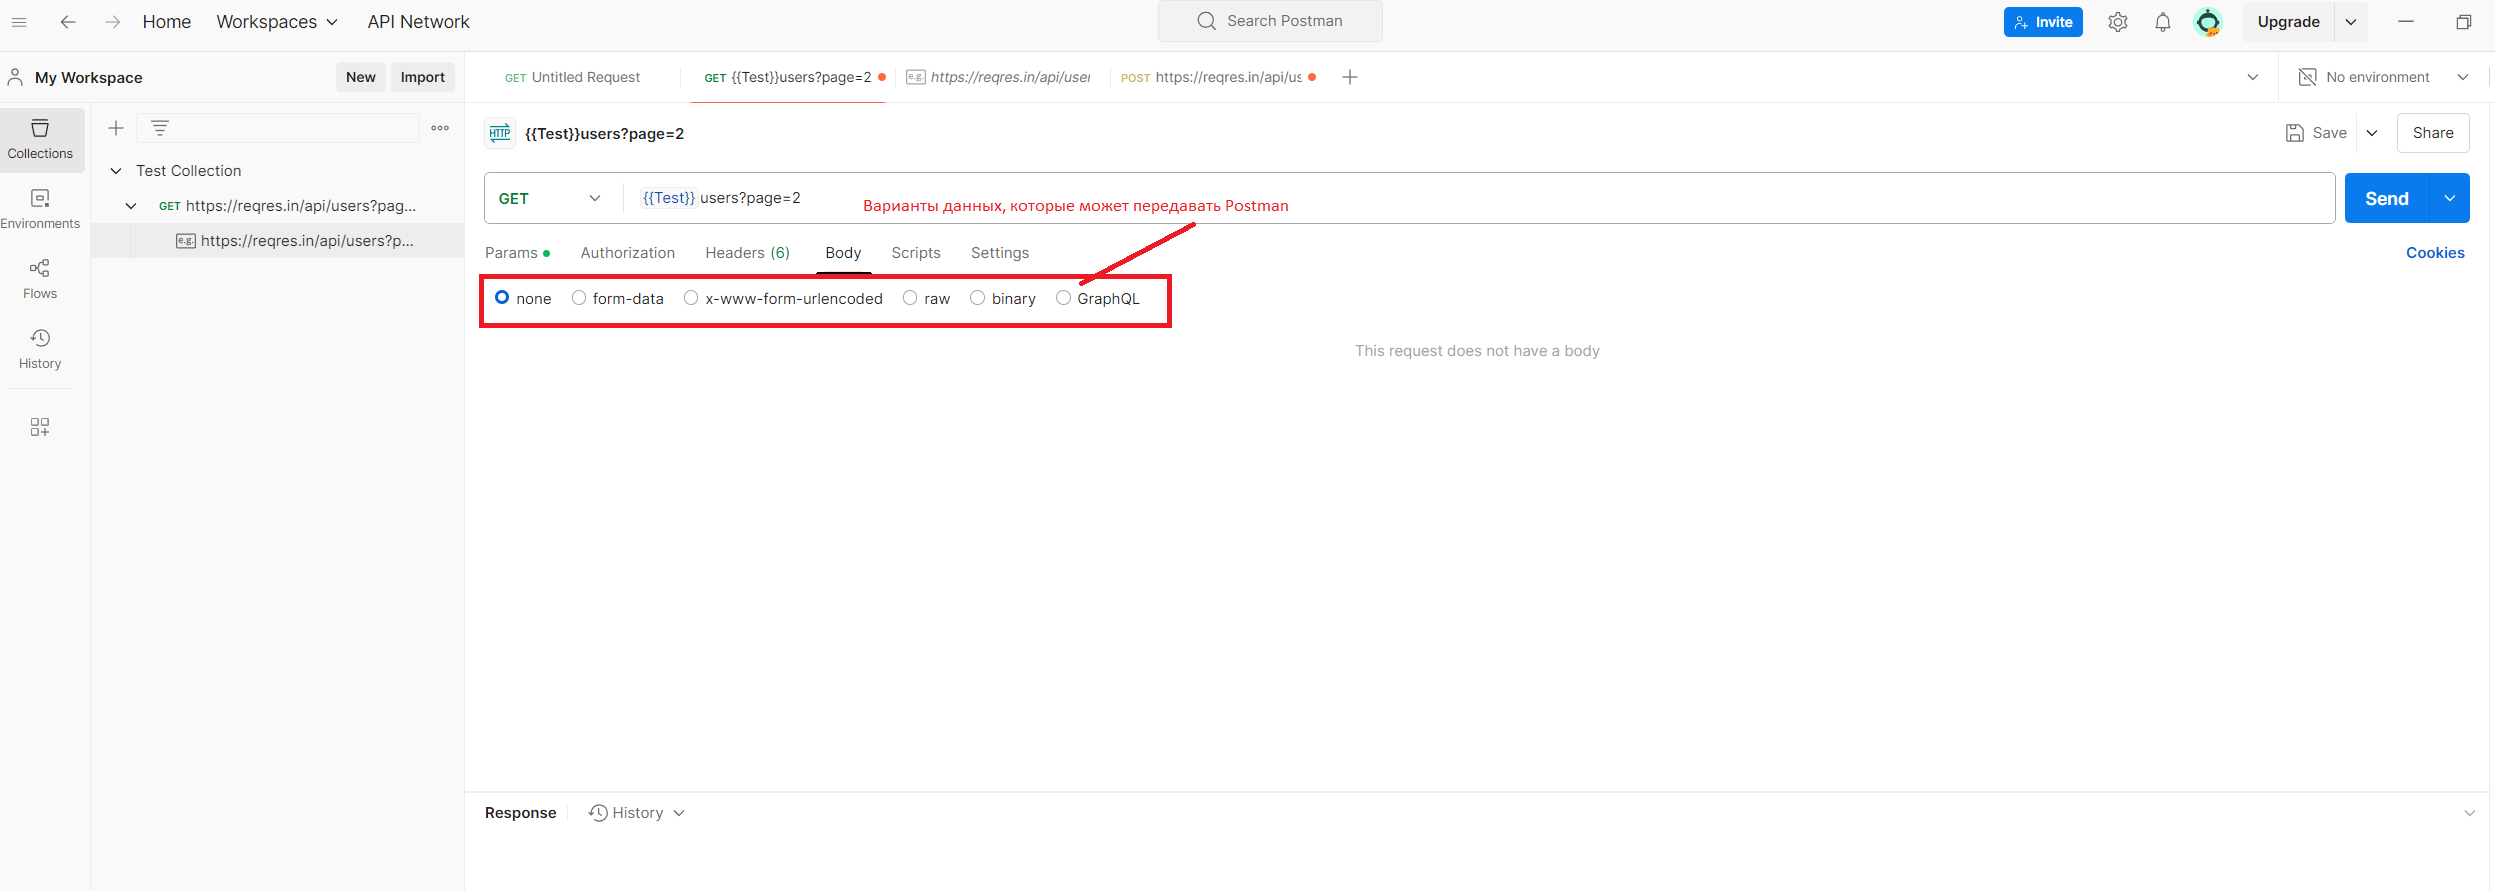 Home Workspaces API Network Search Postman Invite Upgrade
My Workspace New Import GET Untitled Request GET {{Test}}users?page=2 e.g. https://reqres.in/api/user POST https://reqres.in/api/us No environment
Collections
Environments
Flows
History
Test Collection
GET https://reqres.in/api/users?pag...
e.g. https://reqres.in/api/users?p...
HTTP {{Test}}users?page=2 Save Share
GET {{Test}}users?page=2 Send
Варианты данных, которые может передавать Postman
Params Authorization Headers (6) Body Scripts Settings Cookies
none form-data x-www-form-urlencoded raw binary GraphQL
This request does not have a body
Response History